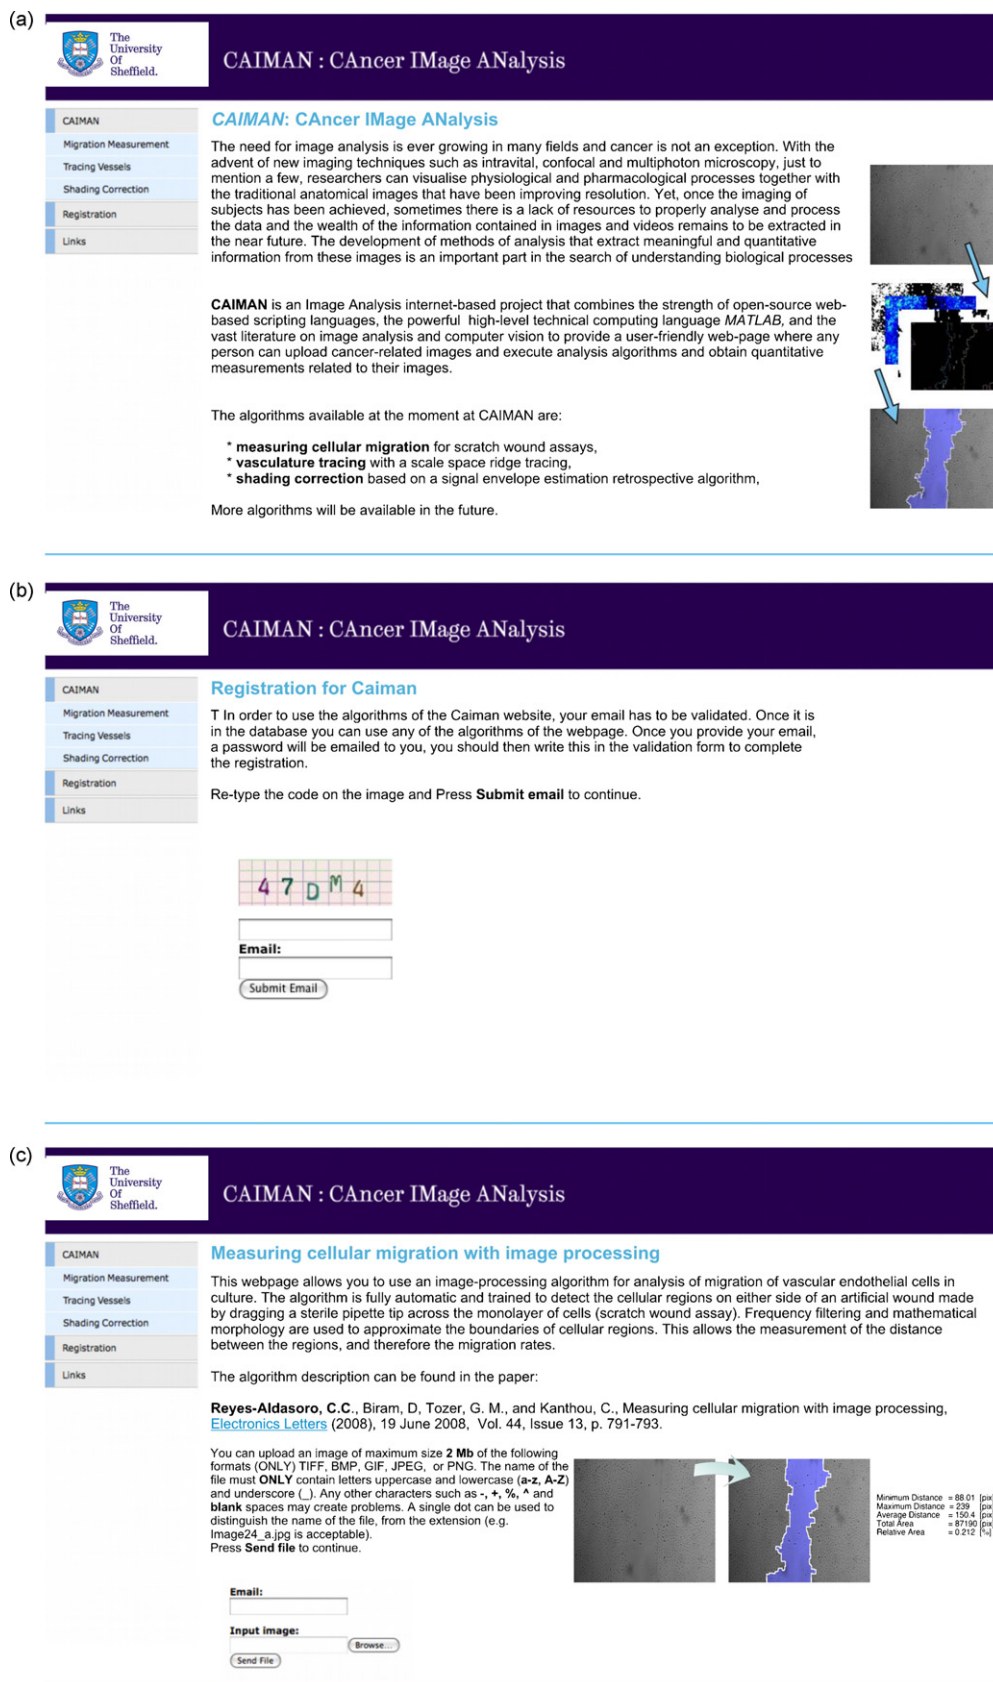 (a)
The
University
Of
Sheffield.
CAIMAN : CAncer IMage ANalysis
CAIMAN
Migration Measurement
Tracing Vessels
Shading Correction
Registration
Links
CAIMAN: CAncer IMage ANalysis
The need for image analysis is ever growing in many fields and cancer is not an exception. With the
advent of new imaging techniques such as intravital, confocal and multiphoton microscopy, just to
mention a few, researchers can visualise physiological and pharmacological processes together with
the traditional anatomical images that have been improving resolution. Yet, once the imaging of
subjects has been achieved, sometimes there is a lack of resources to properly analyse and process
the data and the wealth of the information contained in images and videos remains to be extracted in
the near future. The development of methods of analysis that extract meaningful and quantitative
information from these images is an important part in the search of understanding biological processes
CAIMAN is an Image Analysis internet-based project that combines the strength of open-source web-
based scripting languages, the powerful high-level technical computing language MATLAB, and the
vast literature on image analysis and computer vision to provide a user-friendly web-page where any
person can upload cancer-related images and execute analysis algorithms and obtain quantitative
measurements related to their images.
The algorithms available at the moment at CAIMAN are:
* measuring cellular migration for scratch wound assays,
* vasculature tracing with a scale space ridge tracing,
* shading correction based on a signal envelope estimation retrospective algorithm,
More algorithms will be available in the future.
(b)
The
University
Of
Sheffield.
CAIMAN : CAncer IMage ANalysis
CAIMAN
Migration Measurement
Tracing Vessels
Shading Correction
Registration
Links
Registration for Caiman
T In order to use the algorithms of the Caiman website, your email has to be validated. Once it is
in the database you can use any of the algorithms of the webpage. Once you provide your email,
a password will be emailed to you, you should then write this in the validation form to complete
the registration.
Re-type the code on the image and Press Submit email to continue.
4 7 D M 4
Email:
Submit Email
(c)
The
University
Of
Sheffield.
CAIMAN : CAncer IMage ANalysis
CAIMAN
Migration Measurement
Tracing Vessels
Shading Correction
Registration
Links
Measuring cellular migration with image processing
This webpage allows you to use an image-processing algorithm for analysis of migration of vascular endothelial cells in
culture. The algorithm is fully automatic and trained to detect the cellular regions on either side of an artificial wound made
by dragging a sterile pipette tip across the monolayer of cells (scratch wound assay). Frequency filtering and mathematical
morphology are used to approximate the boundaries of cellular regions. This allows the measurement of the distance
between the regions, and therefore the migration rates.
The algorithm description can be found in the paper:
Reyes-Aldasoro, C.C., Biram, D, Tozer, G. M., and Kanthou, C., Measuring cellular migration with image processing,
Electronics Letters (2008), 19 June 2008, Vol. 44, Issue 13, p. 791-793.
You can upload an image of maximum size 2 Mb of the following
formats (ONLY) TIFF, BMP, GIF, JPEG, or PNG. The name of the
file must ONLY contain letters uppercase and lowercase (a-z, A-Z)
and underscore (_). Any other characters such as -, +, %, ^ and
blank spaces may create problems. A single dot can be used to
distinguish the name of the file, from the extension (e.g.
Image24_a.jpg is acceptable).
Press Send file to continue.
Minimum Distance = 88.01 [pix
Maximum Distance = 239 [pix
Average Distance = 150.4 [pix
Total Area = 87190 [pix
Relative Area = 0.212 [%]
Email:
Input image:
Browse...
Send File